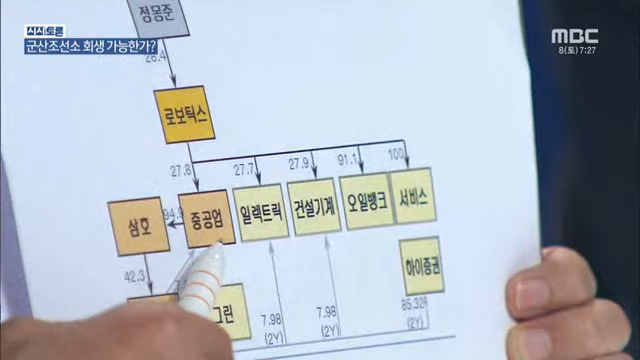 시사토론
군산조선소 회생 가능한가?
MBC
8(토) 7:27
정몽준
26.4
로보틱스
27.8
27.7
27.9
91.1
100
삼호
94.9
중공업
일렉트릭
건설기계
오일뱅크
서비스
42.3
하이증권
그린
7.98
(2Y)
7.98
(2Y)
85.32
(2Y)